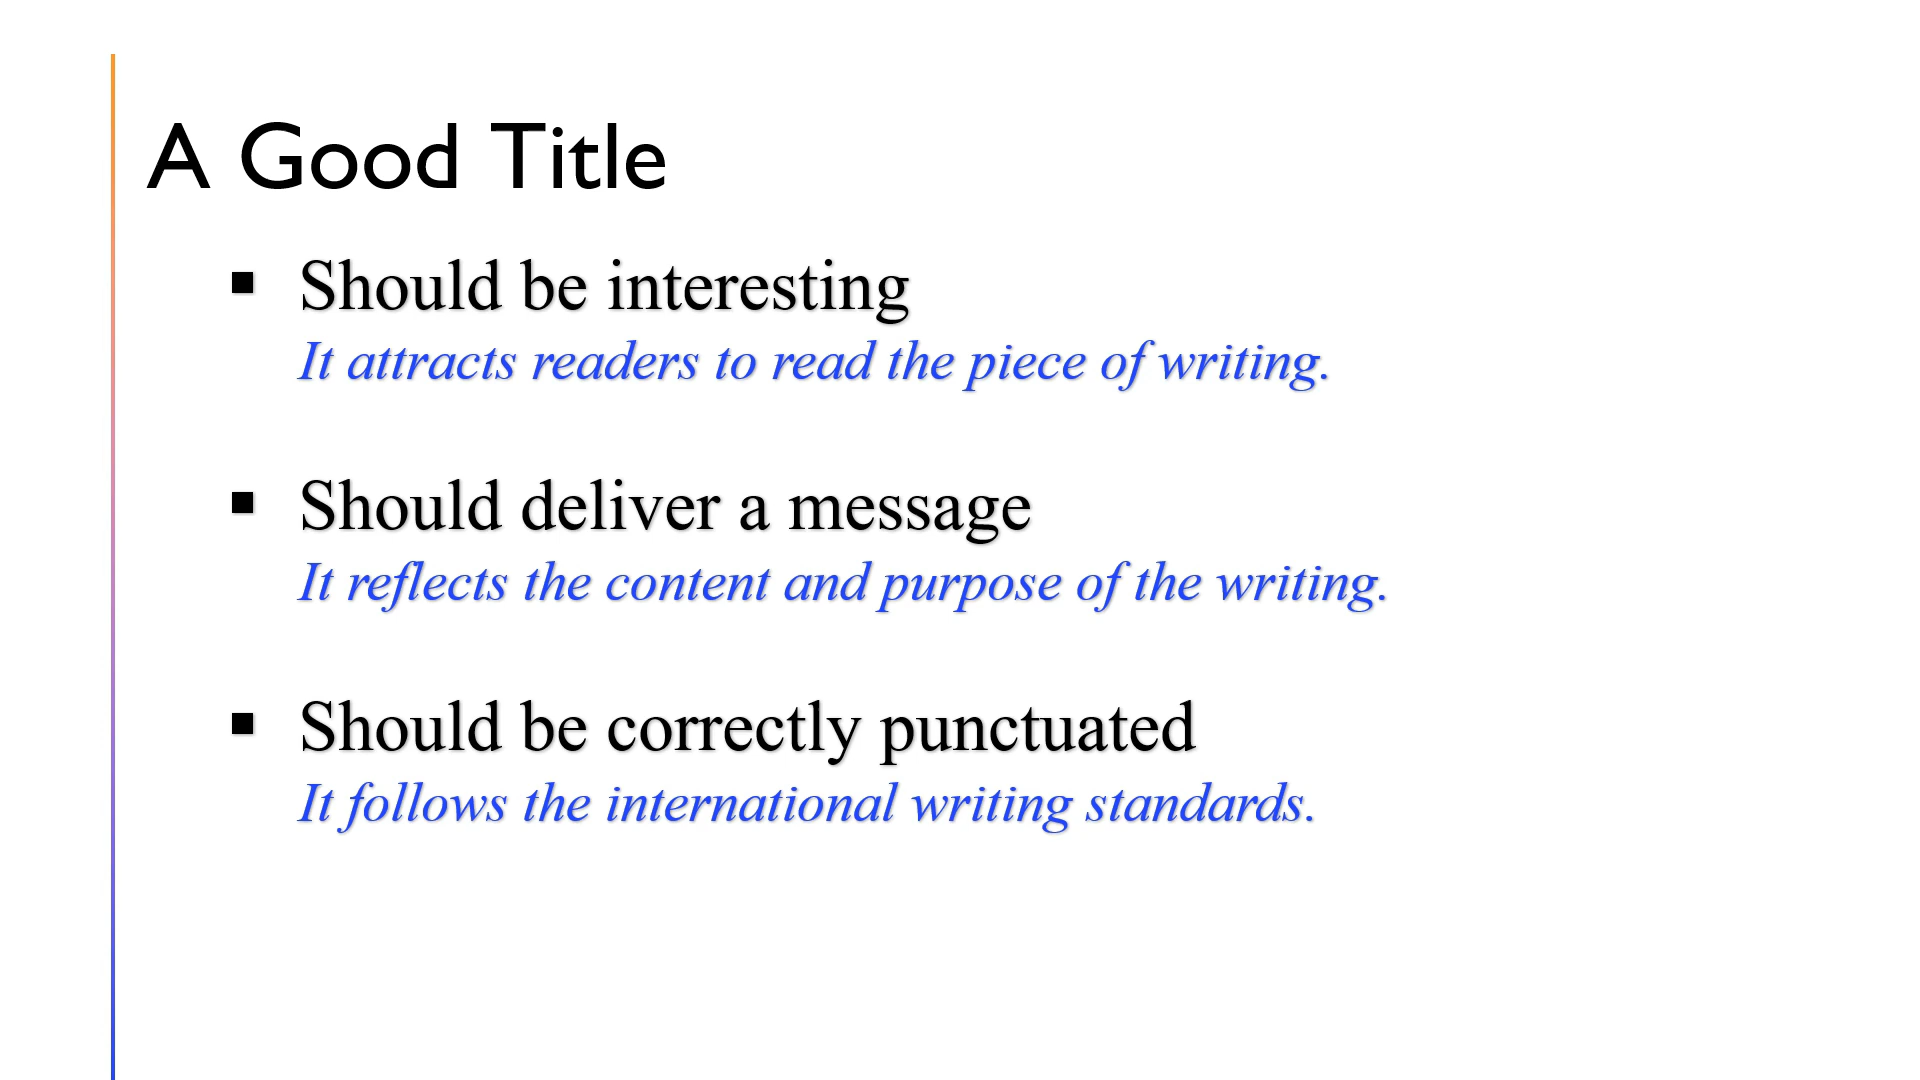 A Good Title
▪ Should be interesting
It attracts readers to read the piece of writing.
▪ Should deliver a message
It reflects the content and purpose of the writing.
▪ Should be correctly punctuated
It follows the international writing standards.